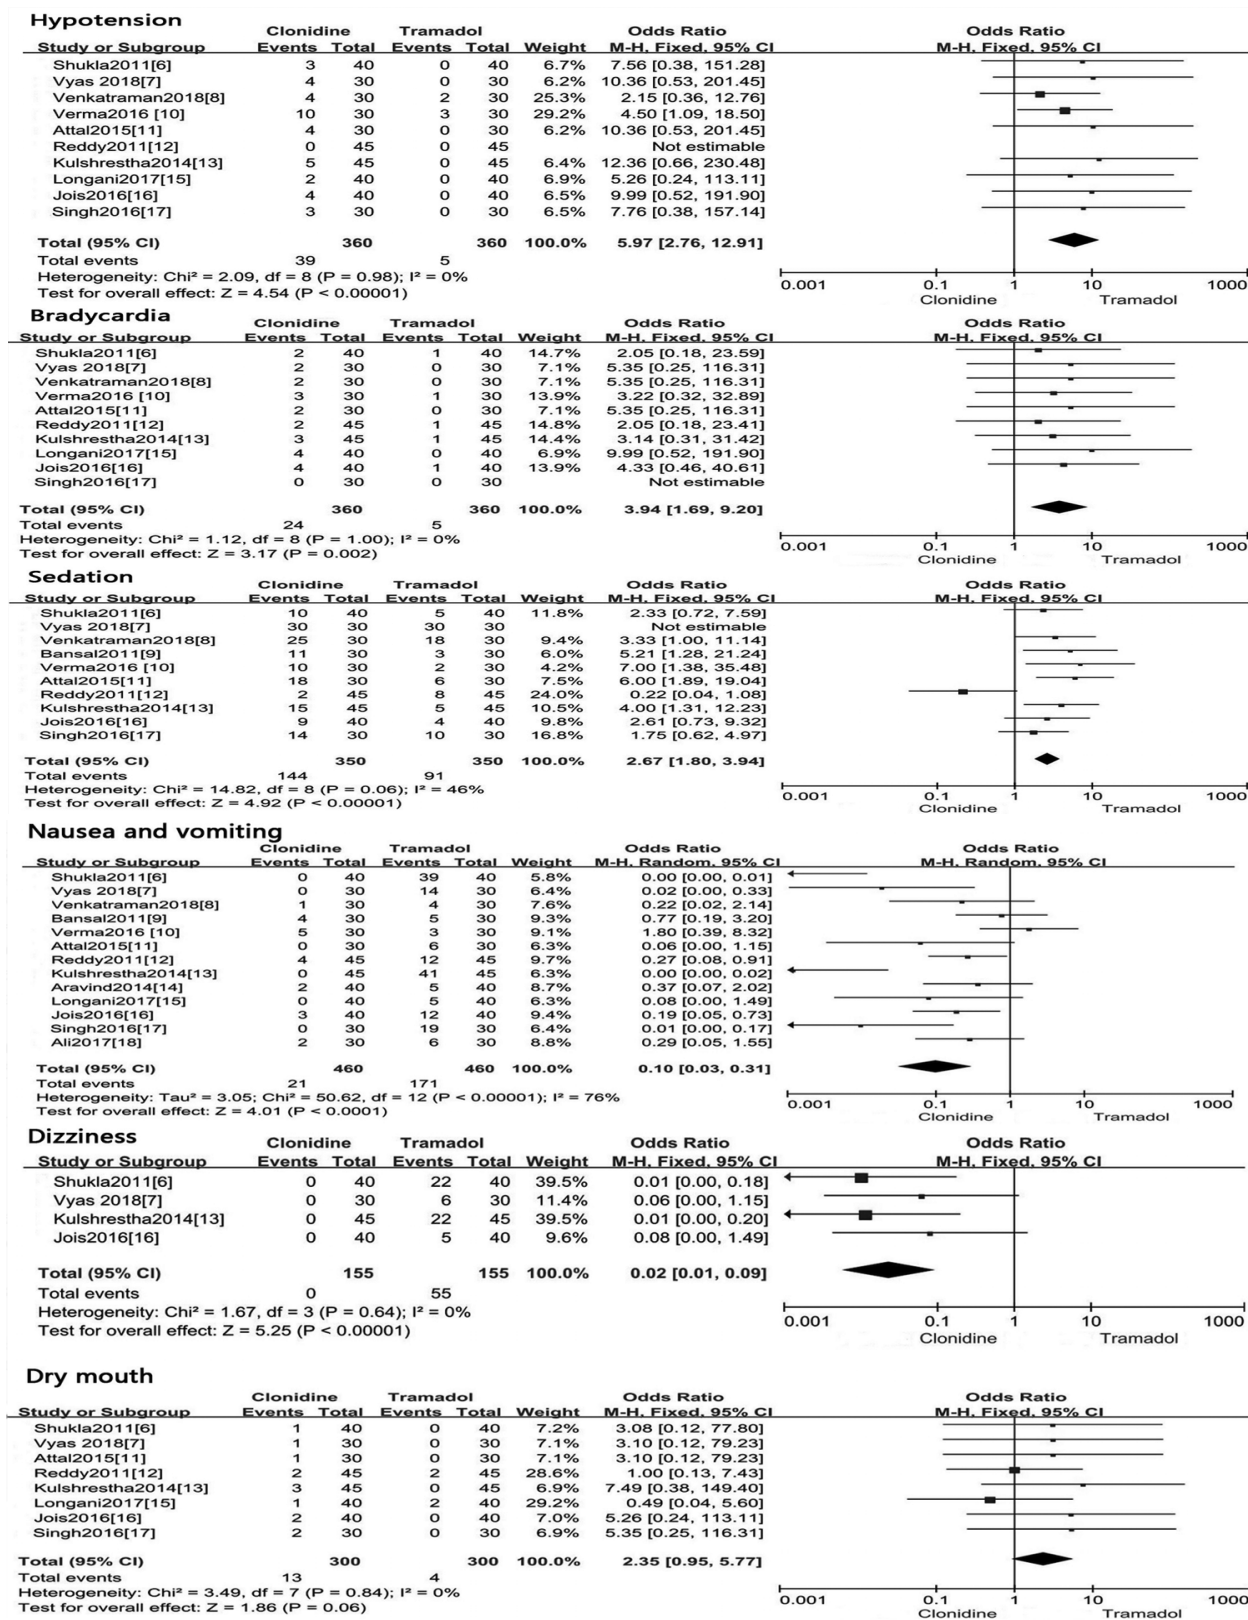 Hypotension
Clonidine Tramadol Odds Ratio Odds Ratio
Study or Subgroup Events Total Events Total Weight M-H, Fixed, 95% CI M-H, Fixed, 95% CI
Shukla2011[6] 3 40 0 40 6.7% 7.56 [0.38, 151.28]
Vyas 2018[7] 4 30 0 30 6.2% 10.36 [0.53, 201.45]
Venkatraman2018[8] 4 30 2 30 25.3% 2.15 [0.36, 12.76]
Verma2016 [10] 10 30 3 30 29.2% 4.50 [1.09, 18.50]
Attal2015[11] 4 30 0 30 6.2% 10.36 [0.53, 201.45]
Reddy2011[12] 0 45 0 45 Not estimable
Kulshrestha2014[13] 5 45 0 45 6.4% 12.36 [0.66, 230.48]
Longani2017[15] 2 40 0 40 6.9% 5.26 [0.24, 113.11]
Jois2016[16] 4 40 0 40 6.5% 9.99 [0.52, 191.90]
Singh2016[17] 3 30 0 30 6.5% 7.76 [0.38, 157.14]
Total (95% CI) 360 360 100.0% 5.97 [2.76, 12.91]
Total events 39 5
Heterogeneity: Chi² = 2.09, df = 8 (P = 0.98); I² = 0%
Test for overall effect: Z = 4.54 (P < 0.00001)
0.001 0.1 1 10 1000
Clonidine Tramadol
Bradycardia
Clonidine Tramadol Odds Ratio Odds Ratio
Study or Subgroup Events Total Events Total Weight M-H, Fixed, 95% CI M-H, Fixed, 95% CI
Shukla2011[6] 2 40 1 40 14.7% 2.05 [0.18, 23.59]
Vyas 2018[7] 2 30 0 30 7.1% 5.35 [0.25, 116.31]
Venkatraman2018[8] 2 30 0 30 7.1% 5.35 [0.25, 116.31]
Verma2016 [10] 3 30 1 30 13.9% 3.22 [0.32, 32.89]
Attal2015[11] 2 30 0 30 7.1% 5.35 [0.25, 116.31]
Reddy2011[12] 2 45 1 45 14.8% 2.05 [0.18, 23.41]
Kulshrestha2014[13] 3 45 1 45 14.4% 3.14 [0.31, 31.42]
Longani2017[15] 4 40 0 40 6.9% 9.99 [0.52, 191.90]
Jois2016[16] 4 40 1 40 13.9% 4.33 [0.46, 40.61]
Singh2016[17] 0 30 0 30 Not estimable
Total (95% CI) 360 360 100.0% 3.94 [1.69, 9.20]
Total events 24 5
Heterogeneity: Chi² = 1.12, df = 8 (P = 1.00); I² = 0%
Test for overall effect: Z = 3.17 (P = 0.002)
0.001 0.1 1 10 1000
Clonidine Tramadol
Sedation
Clonidine Tramadol Odds Ratio Odds Ratio
Study or Subgroup Events Total Events Total Weight M-H, Fixed, 95% CI M-H, Fixed, 95% CI
Shukla2011[6] 10 40 5 40 11.8% 2.33 [0.72, 7.59]
Vyas 2018[7] 30 30 30 30 Not estimable
Venkatraman2018[8] 25 30 18 30 9.4% 3.33 [1.00, 11.14]
Bansal2011[9] 11 30 3 30 6.0% 5.21 [1.28, 21.24]
Verma2016 [10] 10 30 2 30 4.2% 7.00 [1.38, 35.48]
Attal2015[11] 18 30 6 30 7.5% 6.00 [1.89, 19.04]
Reddy2011[12] 2 45 8 45 24.0% 0.22 [0.04, 1.08]
Kulshrestha2014[13] 15 45 5 45 10.5% 4.00 [1.31, 12.23]
Jois2016[16] 9 40 4 40 9.8% 2.61 [0.73, 9.32]
Singh2016[17] 14 30 10 30 16.8% 1.75 [0.62, 4.97]
Total (95% CI) 350 350 100.0% 2.67 [1.80, 3.94]
Total events 144 91
Heterogeneity: Chi² = 14.82, df = 8 (P = 0.06); I² = 46%
Test for overall effect: Z = 4.92 (P < 0.00001)
0.001 0.1 1 10 1000
Clonidine Tramadol
Nausea and vomiting
Clonidine Tramadol Odds Ratio Odds Ratio
Study or Subgroup Events Total Events Total Weight M-H, Random, 95% CI M-H, Random, 95% CI
Shukla2011[6] 0 40 39 40 5.8% 0.00 [0.00, 0.01]
Vyas 2018[7] 0 30 14 30 6.4% 0.02 [0.00, 0.33]
Venkatraman2018[8] 1 30 4 30 7.6% 0.22 [0.02, 2.14]
Bansal2011[9] 4 30 5 30 9.3% 0.77 [0.19, 3.20]
Verma2016 [10] 5 30 3 30 9.1% 1.80 [0.39, 8.32]
Attal2015[11] 0 30 6 30 6.3% 0.06 [0.00, 1.15]
Reddy2011[12] 4 45 12 45 9.7% 0.27 [0.08, 0.91]
Kulshrestha2014[13] 0 45 41 45 6.3% 0.00 [0.00, 0.02]
Aravind2014[14] 2 40 5 40 8.7% 0.37 [0.07, 2.02]
Longani2017[15] 0 40 5 40 6.3% 0.08 [0.00, 1.49]
Jois2016[16] 3 40 12 40 9.4% 0.19 [0.05, 0.73]
Singh2016[17] 0 30 19 30 6.4% 0.01 [0.00, 0.17]
Ali2017[18] 2 30 6 30 8.8% 0.29 [0.05, 1.55]
Total (95% CI) 460 460 100.0% 0.10 [0.03, 0.31]
Total events 21 171
Heterogeneity: Tau² = 3.05; Chi² = 50.62, df = 12 (P < 0.00001); I² = 76%
Test for overall effect: Z = 4.01 (P < 0.0001)
0.001 0.1 1 10 1000
Clonidine Tramadol
Dizziness
Clonidine Tramadol Odds Ratio Odds Ratio
Study or Subgroup Events Total Events Total Weight M-H, Fixed, 95% CI M-H, Fixed, 95% CI
Shukla2011[6] 0 40 22 40 39.5% 0.01 [0.00, 0.18]
Vyas 2018[7] 0 30 6 30 11.4% 0.06 [0.00, 1.15]
Kulshrestha2014[13] 0 45 22 45 39.5% 0.01 [0.00, 0.20]
Jois2016[16] 0 40 5 40 9.6% 0.08 [0.00, 1.49]
Total (95% CI) 155 155 100.0% 0.02 [0.01, 0.09]
Total events 0 55
Heterogeneity: Chi² = 1.67, df = 3 (P = 0.64); I² = 0%
Test for overall effect: Z = 5.25 (P < 0.00001)
0.001 0.1 1 10 1000
Clonidine Tramadol
Dry mouth
Clonidine Tramadol Odds Ratio Odds Ratio
Study or Subgroup Events Total Events Total Weight M-H, Fixed, 95% CI M-H, Fixed, 95% CI
Shukla2011[6] 1 40 0 40 7.2% 3.08 [0.12, 77.80]
Vyas 2018[7] 1 30 0 30 7.1% 3.10 [0.12, 79.23]
Attal2015[11] 1 30 0 30 7.1% 3.10 [0.12, 79.23]
Reddy2011[12] 2 45 2 45 28.6% 1.00 [0.13, 7.43]
Kulshrestha2014[13] 3 45 0 45 6.9% 7.49 [0.38, 149.40]
Longani2017[15] 1 40 2 40 29.2% 0.49 [0.04, 5.60]
Jois2016[16] 2 40 0 40 7.0% 5.26 [0.24, 113.11]
Singh2016[17] 2 30 0 30 6.9% 5.35 [0.25, 116.31]
Total (95% CI) 300 300 100.0% 2.35 [0.95, 5.77]
Total events 13 4
Heterogeneity: Chi² = 3.49, df = 7 (P = 0.84); I² = 0%
Test for overall effect: Z = 1.86 (P = 0.06)
0.001 0.1 1 10 1000
Clonidine Tramadol